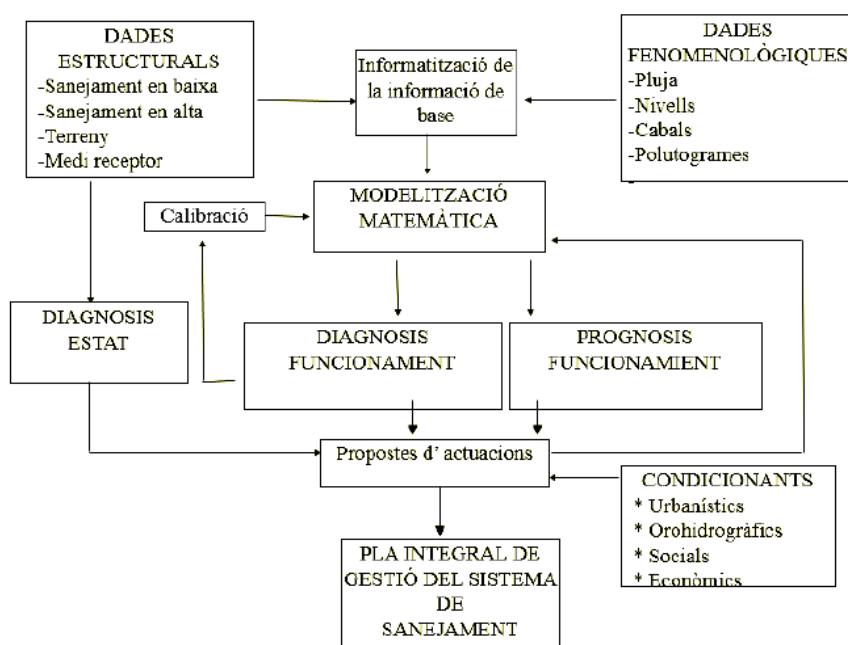 DADES
ESTRUCTURALS
-Sanejament en baixa
-Sanejament en alta
-Terreny
-Medi receptor
Informatització de
la informació de
base
DADES
FENOMENOLÒGIQUES
-Pluja
-Nivells
-Cabals
-Polutogrames
-
Calibració
MODELITZACIÓ
MATEMÀTICA
DIAGNOSIS
ESTAT
DIAGNOSIS
FUNCIONAMENT
PROGNOSIS
FUNCIONAMIENT
Propostes d' actuacions
CONDICIONANTS
* Urbanístics
* Orohidrogràfics
* Socials
* Econòmics
PLA INTEGRAL DE
GESTIÓ DEL SISTEMA
DE
SANEJAMENT